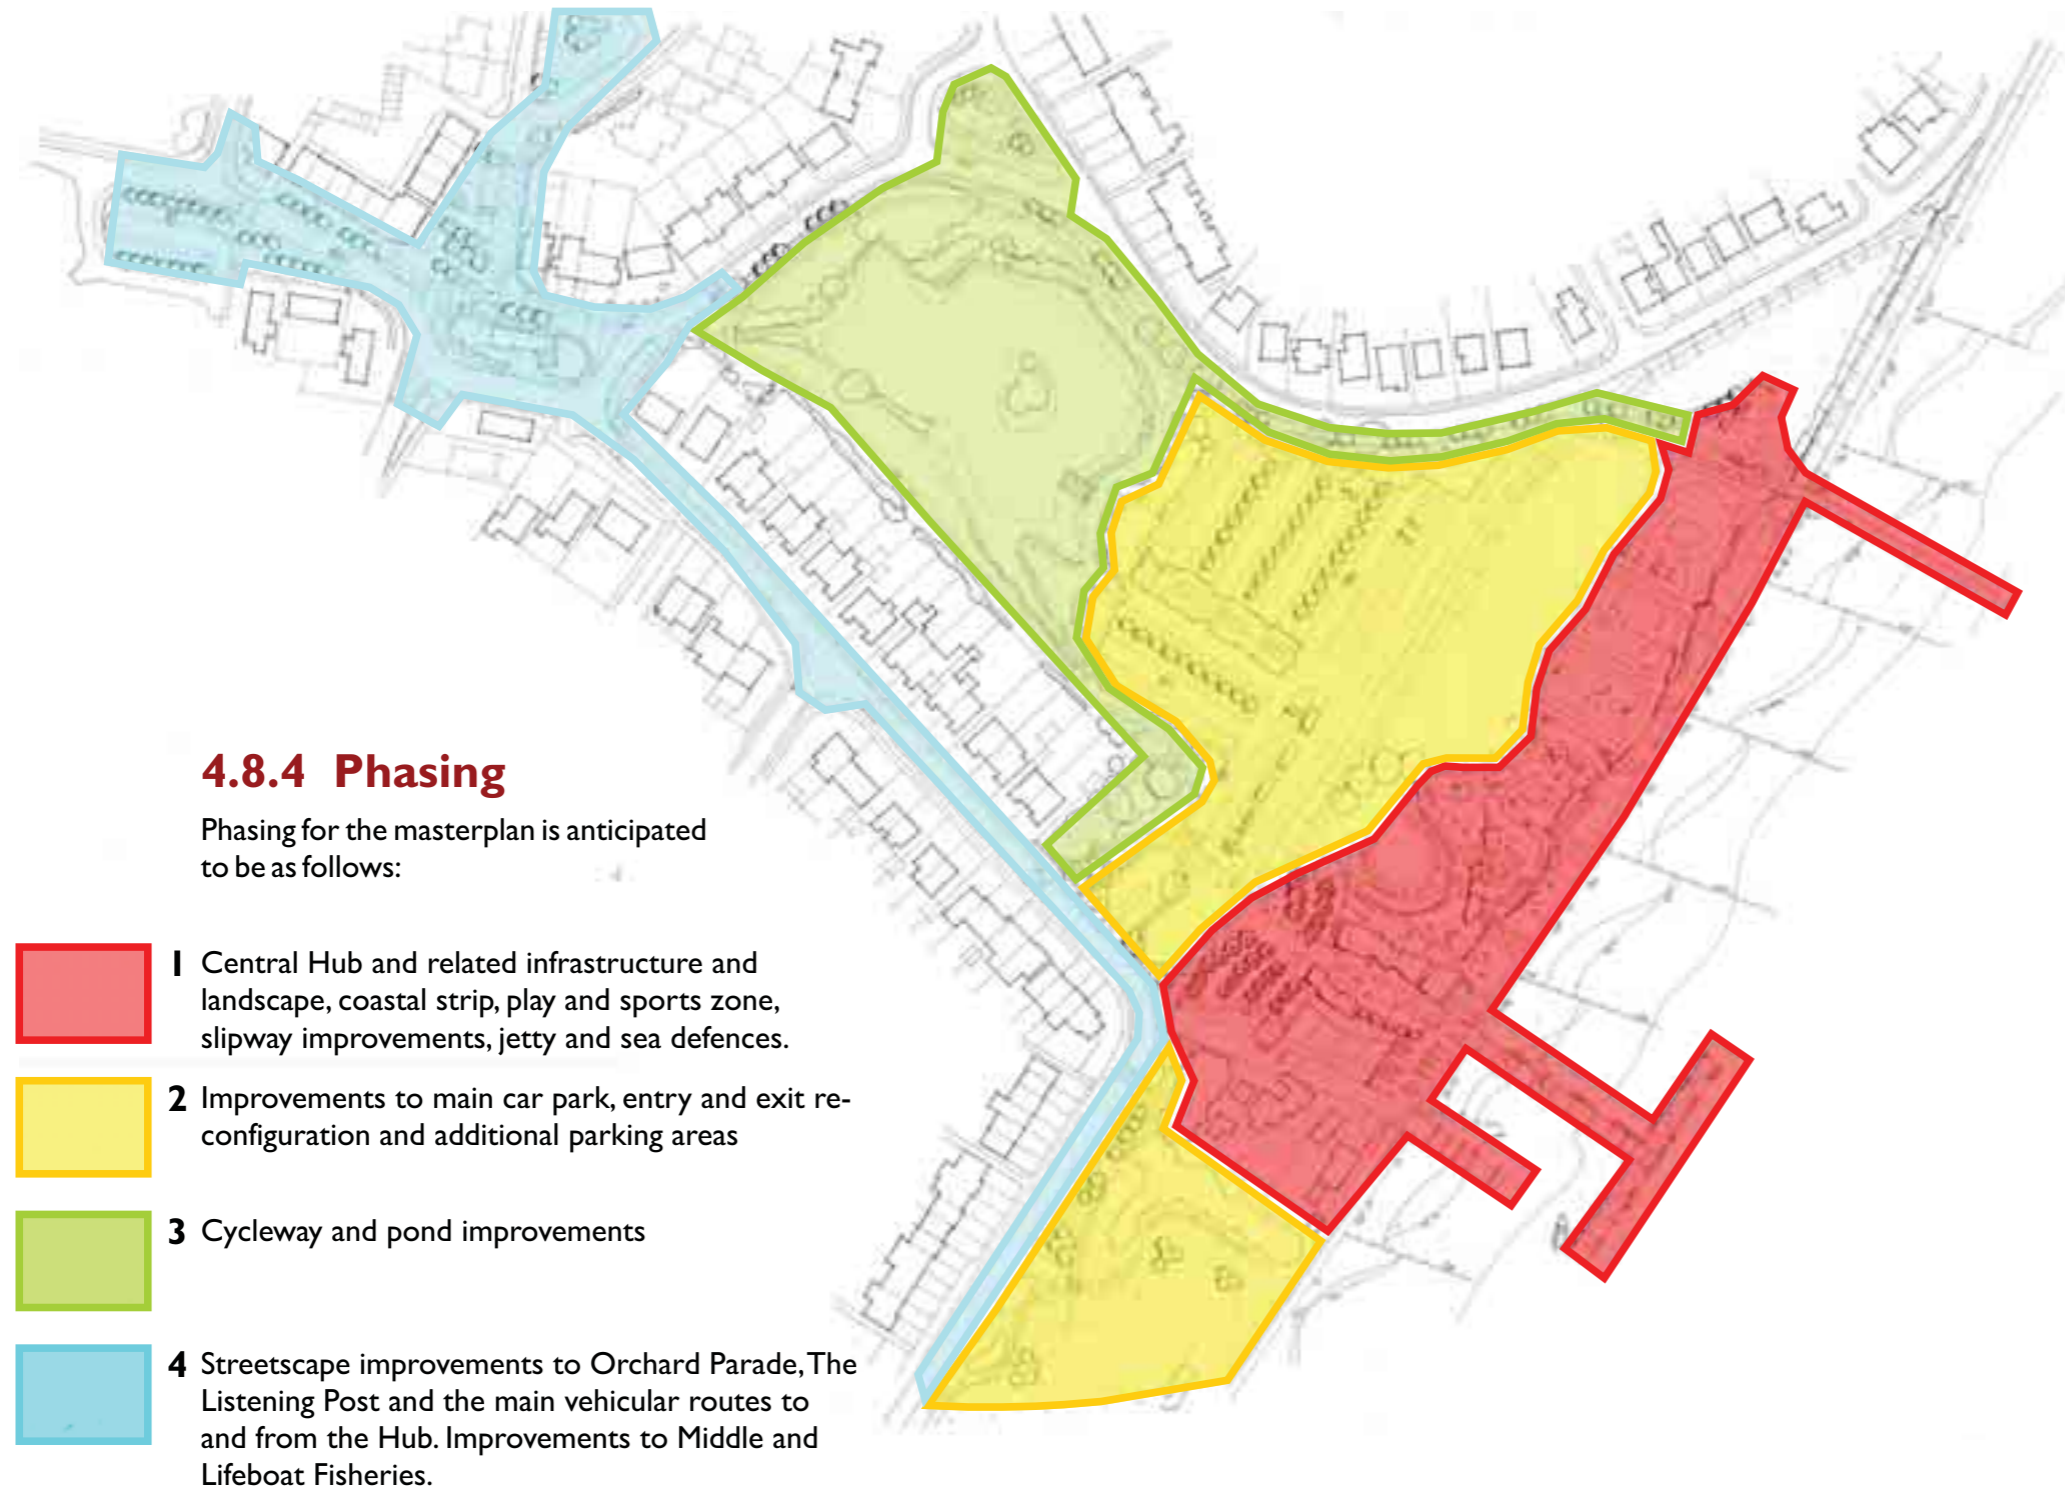 4.8.4 Phasing
Phasing for the masterplan is anticipated
to be as follows:
1 Central Hub and related infrastructure and
landscape, coastal strip, play and sports zone,
slipway improvements, jetty and sea defences.
2 Improvements to main car park, entry and exit re-
configuration and additional parking areas
3 Cycleway and pond improvements
4 Streetscape improvements to Orchard Parade, The
Listening Post and the main vehicular routes to
and from the Hub. Improvements to Middle and
Lifeboat Fisheries.